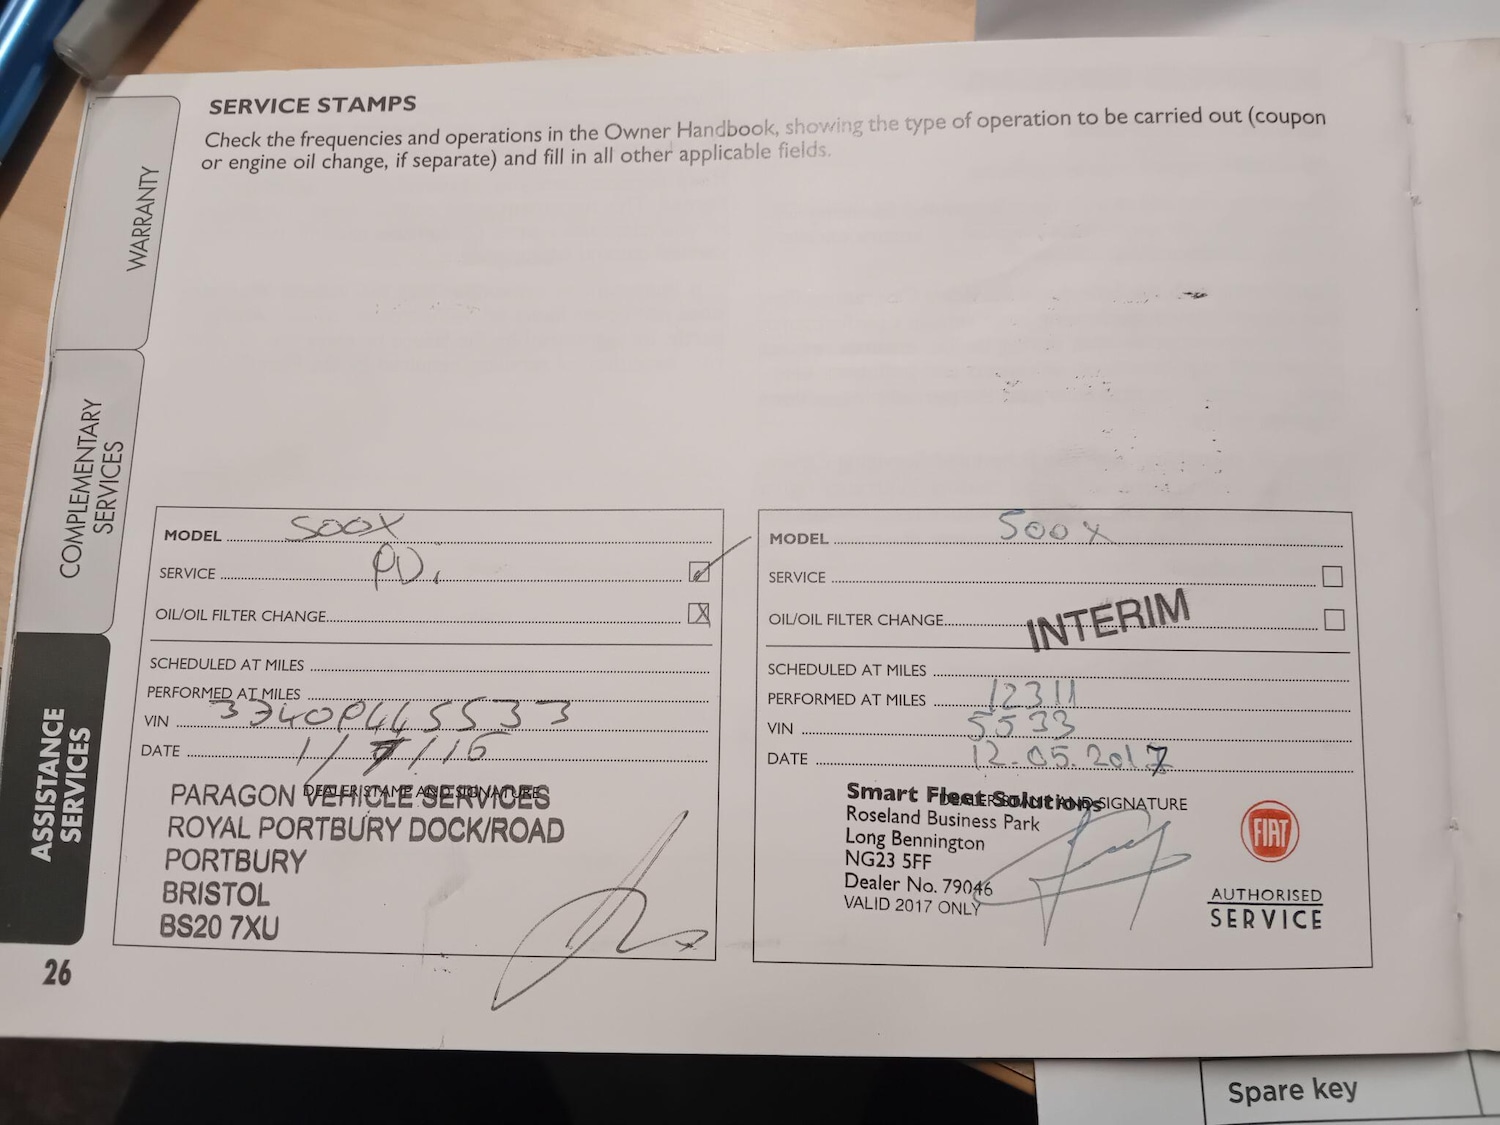 SERVICE STAMPS
Check the frequencies and operations in the Owner Handbook, showing the type of operation to be carried out (coupon
or engine oil change, if separate) and fill in all other applicable fields.
WARRANTY
COMPLEMENTARY
SERVICES
ASSISTANCE
SERVICES
26
MODEL 500X
SERVICE PDI
OIL/OIL FILTER CHANGE X
SCHEDULED AT MILES
PERFORMED AT MILES
VIN 3340P445533
DATE 1/7/16
DEALER STAMP AND SIGNATURE
PARAGON VEHICLE SERVICES
ROYAL PORTBURY DOCK/ROAD
PORTBURY
BRISTOL
BS20 7XU
MODEL 500X
SERVICE
OIL/OIL FILTER CHANGE
INTERIM
SCHEDULED AT MILES
PERFORMED AT MILES 12311
VIN 5533
DATE 12.05.2017
DEALER STAMP AND SIGNATURE
Smart Fleet Solutions
Roseland Business Park
Long Bennington
NG23 5FF
Dealer No. 79046
VALID 2017 ONLY
FIAT
AUTHORISED
SERVICE
Spare key